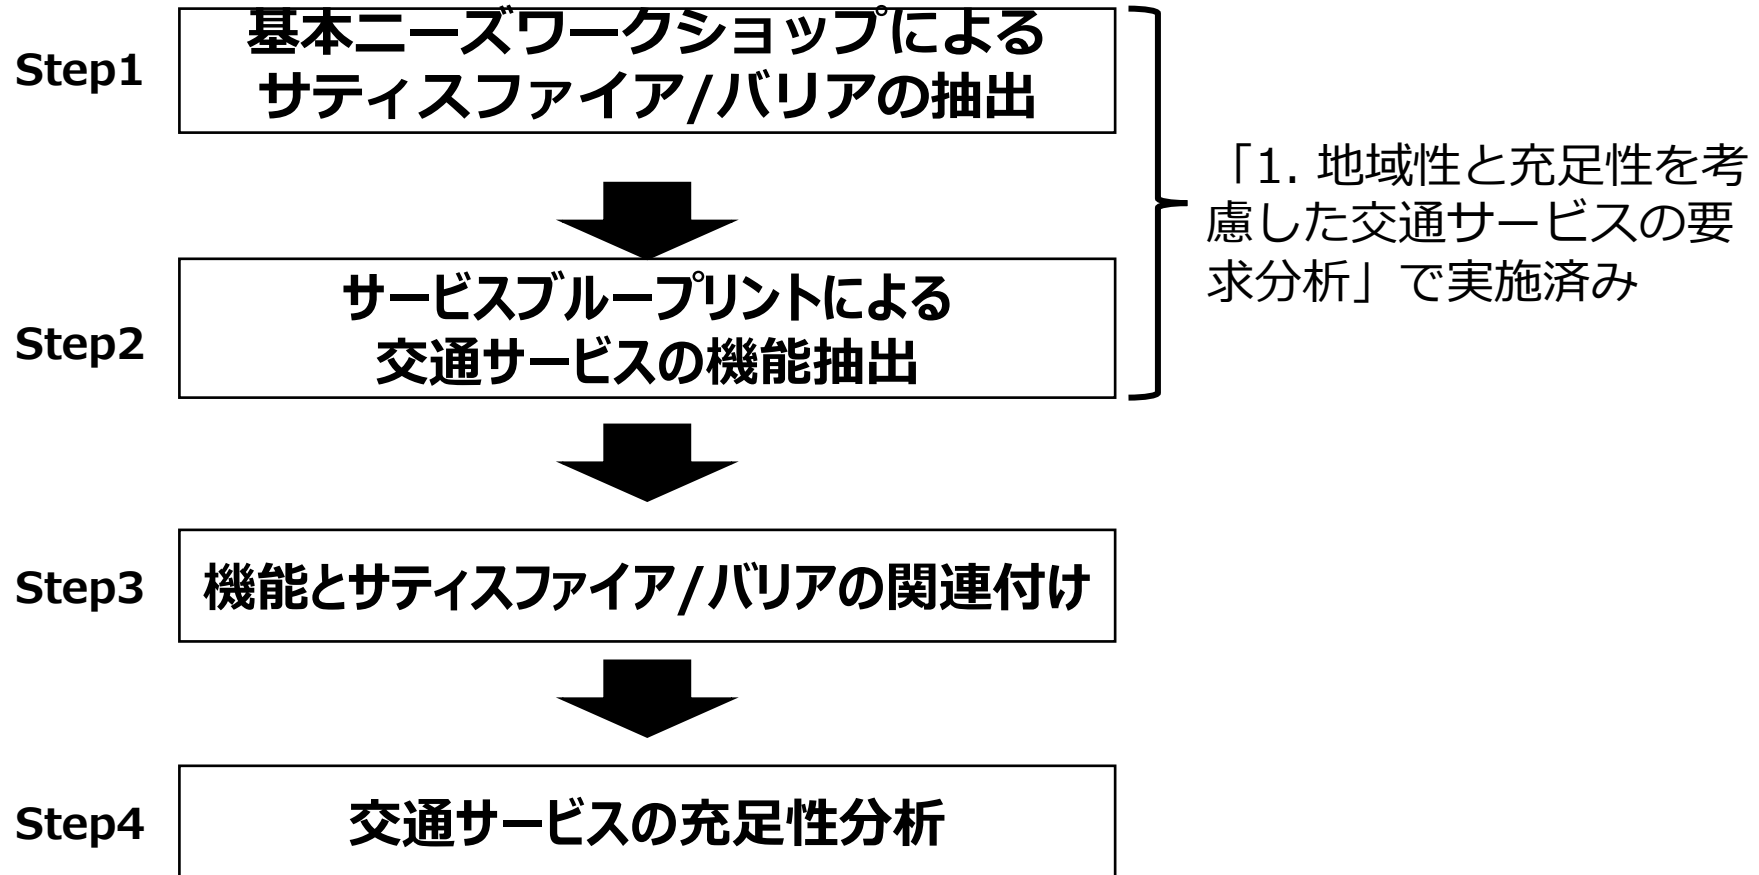 Step1
基本ニーズワークショップによる
サティスファイア/バリアの抽出
「1. 地域性と充足性を考
慮した交通サービスの要
求分析」で実施済み
Step2
サービスブループリントによる
交通サービスの機能抽出
Step3
機能とサティスファイア/バリアの関連付け
Step4
交通サービスの充足性分析